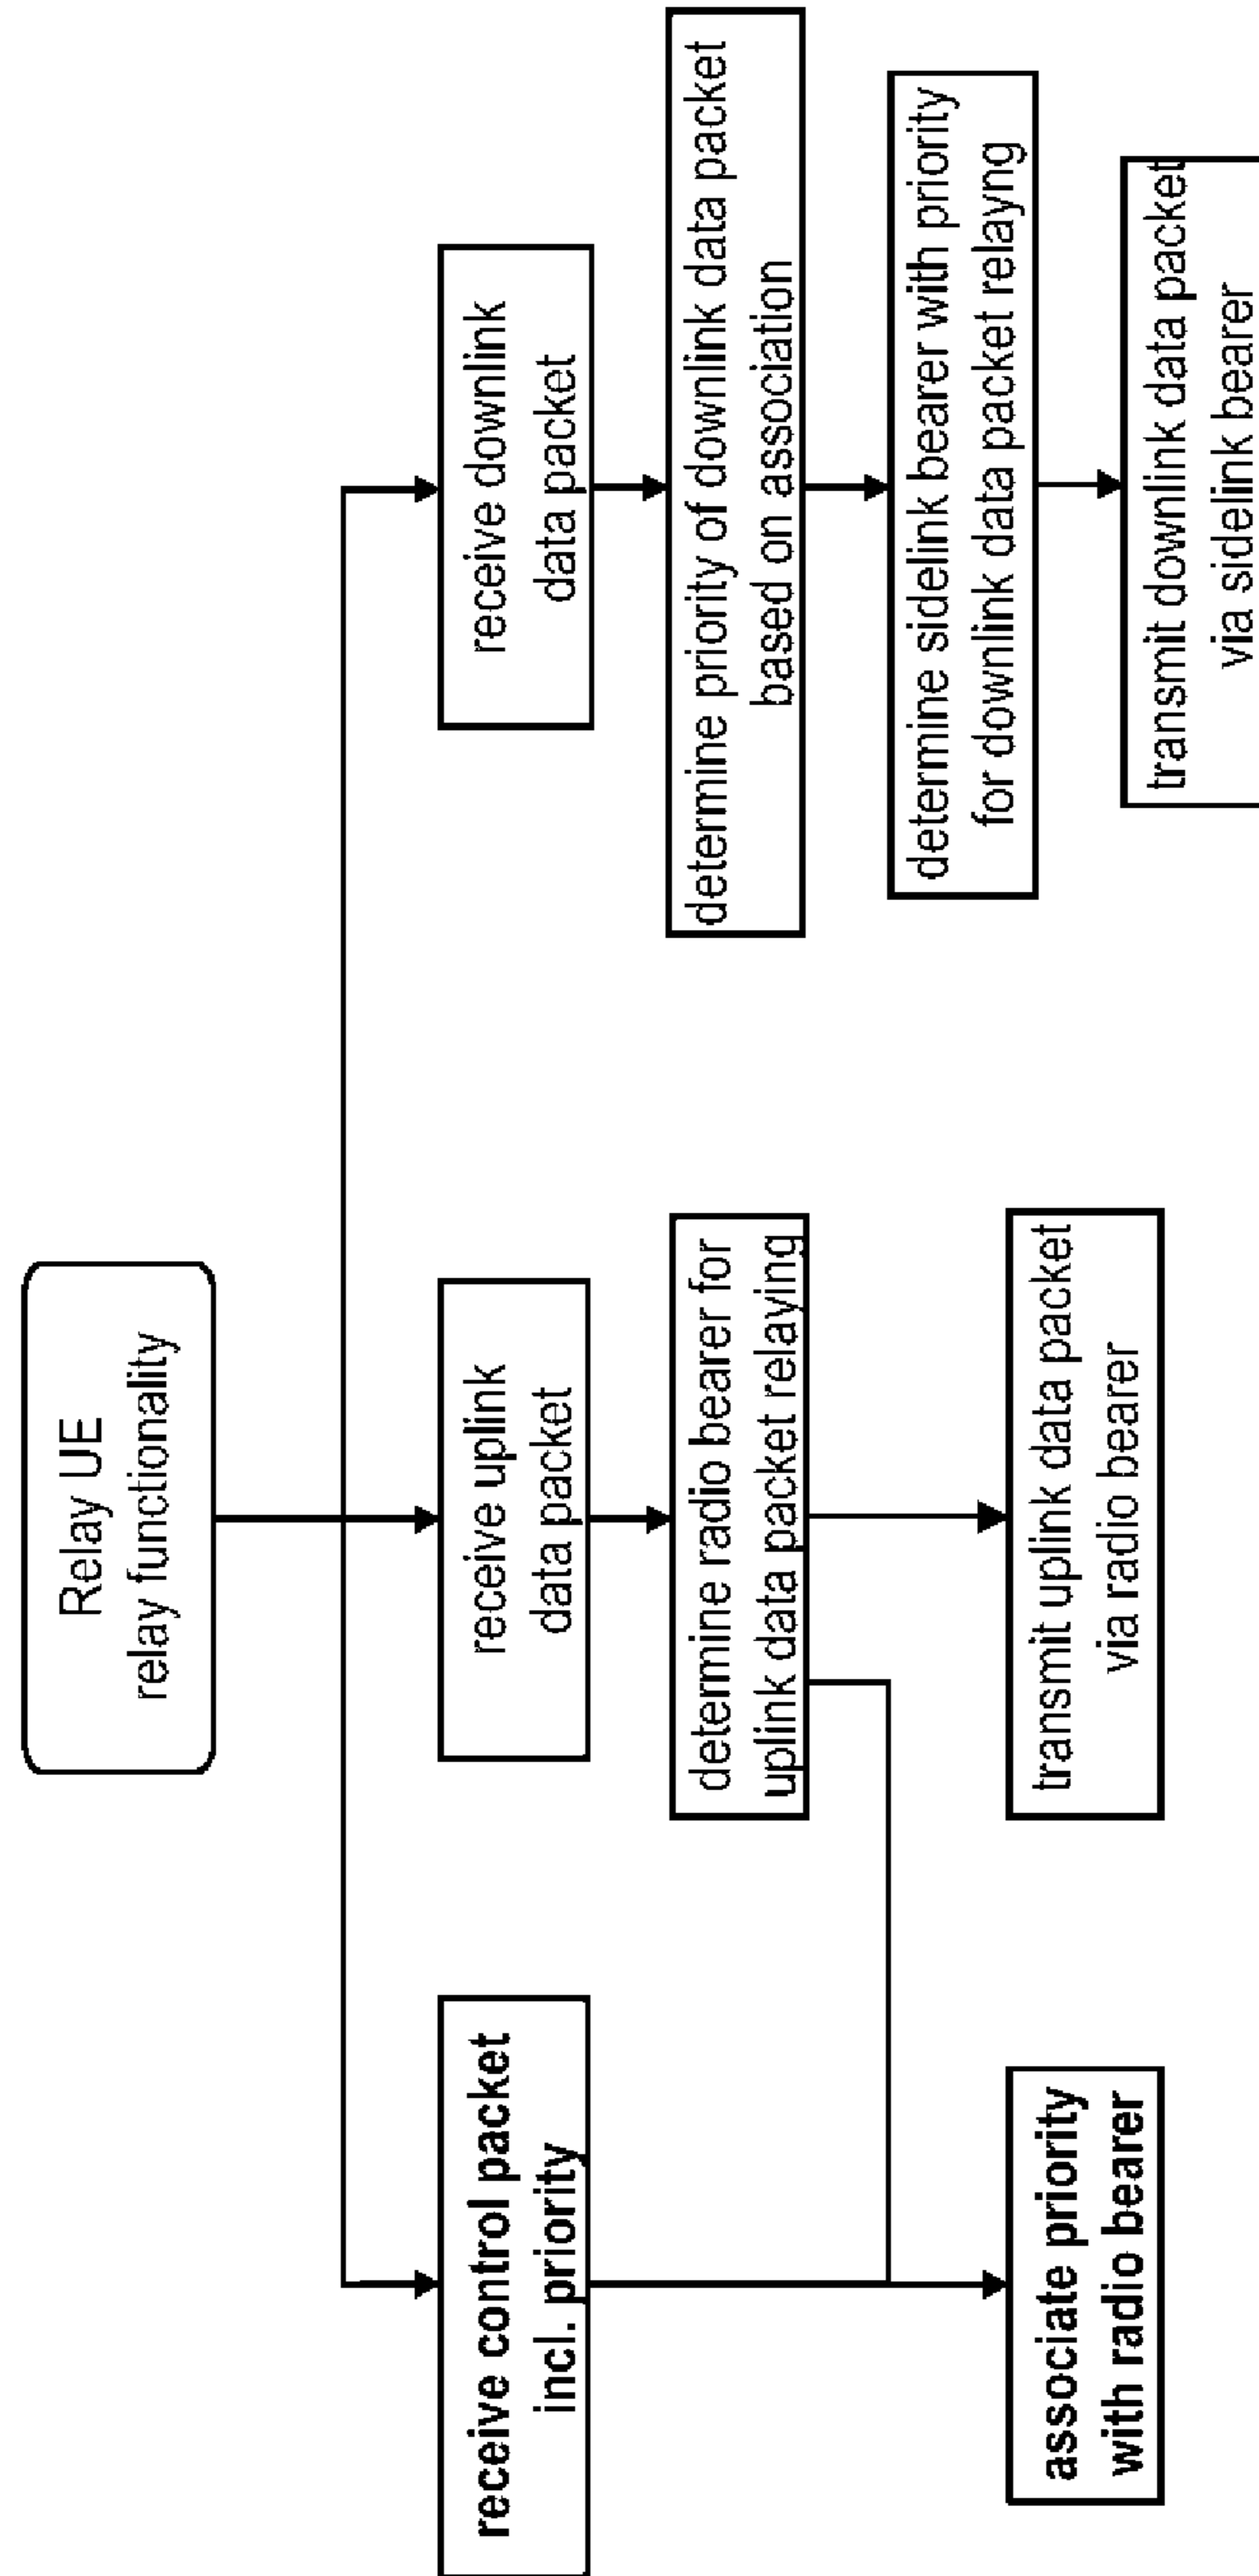 Relay UE
relay functionality
receive control packet
incl. priority
associate priority
with radio bearer
receive uplink
data packet
determine radio bearer for
uplink data packet relaying
transmit uplink data packet
via radio bearer
receive downlink
data packet
determine priority of downlink data packet
based on association
determine sidelink bearer with priority
for downlink data packet relayng
transmit downlink data packet
via sidelink bearer